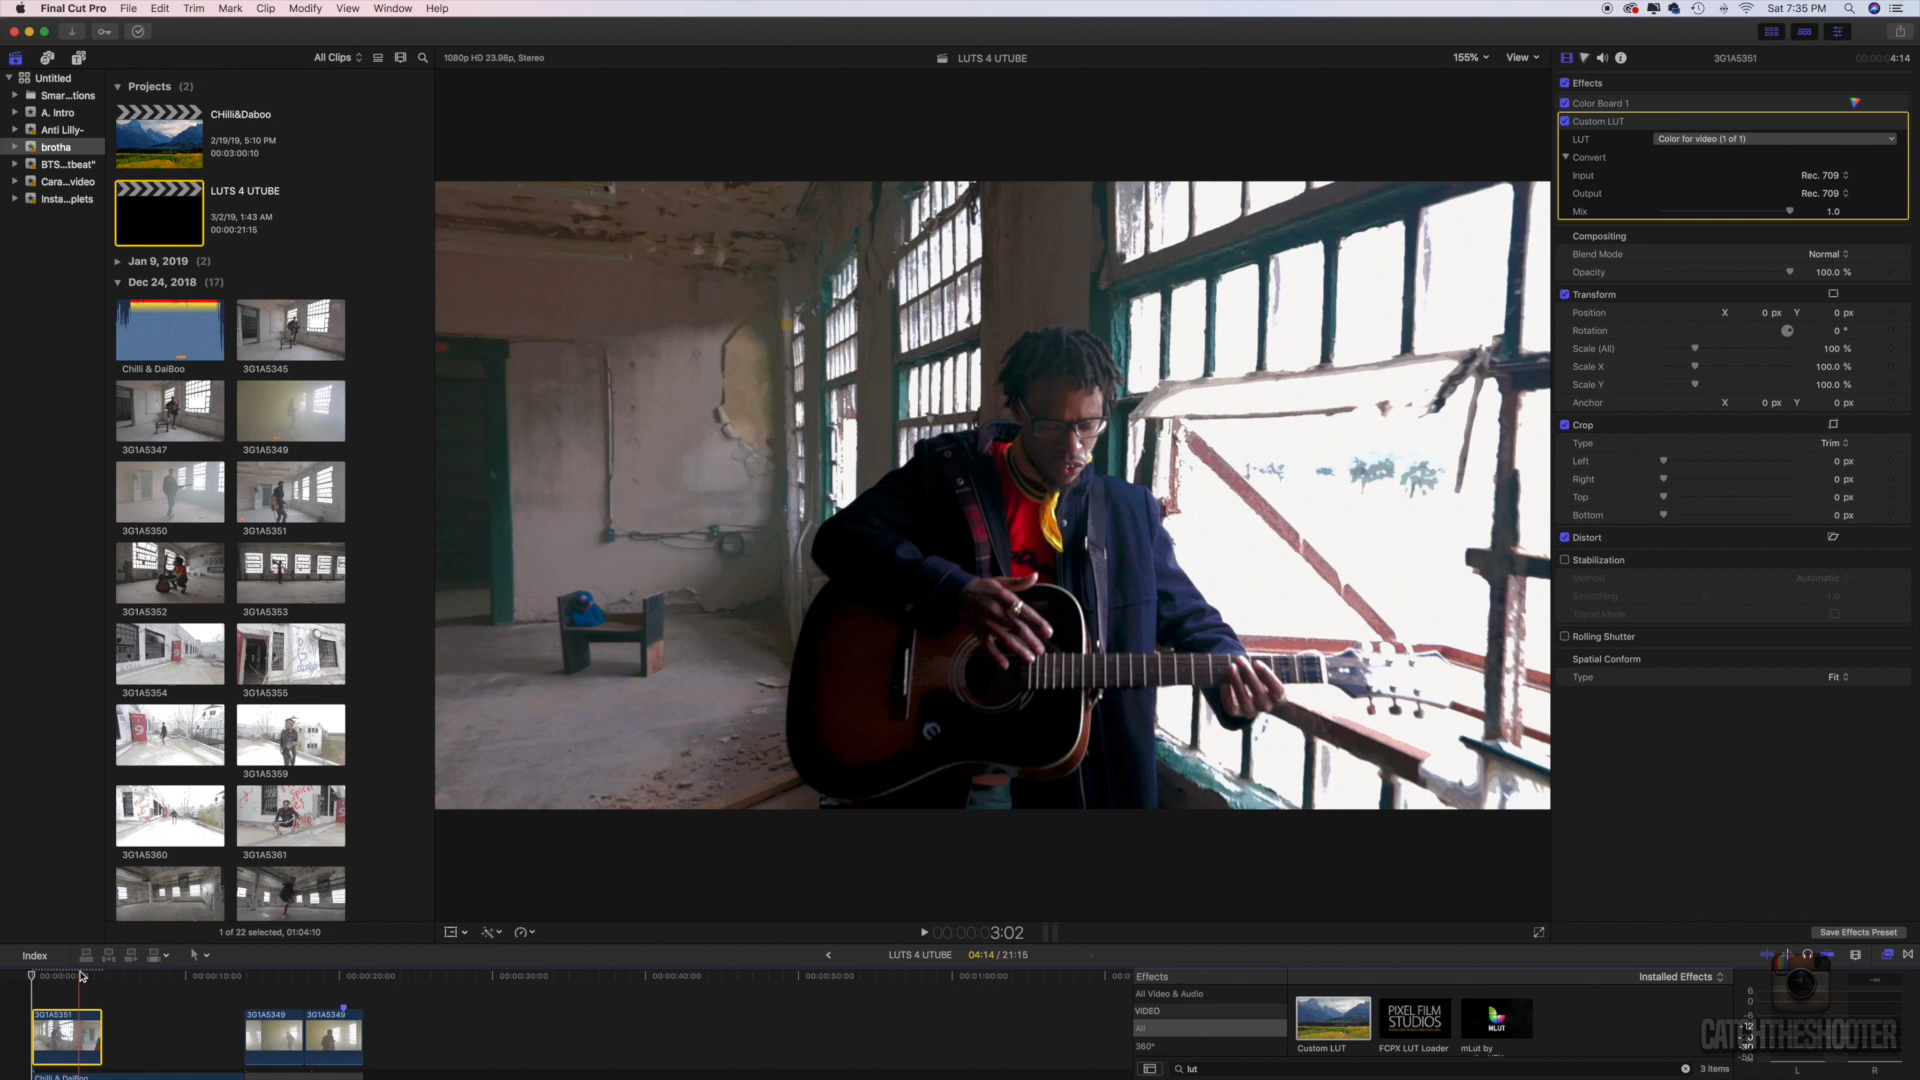 Final Cut Pro File Edit Trim Mark Clip Modify View Window Help
Sat 7:35 PM
All Clips
1080p HD 23.98p, Stereo
LUTS 4 UTUBE
155%
View
3G1A5351
4:14
Untitled
Smar...tions
A. Intro
Anti Lilly-
brotha
BTS...tbeat"
Cara...video
Insta...plets
Projects (2)
CHilli&Daboo
2/19/19, 5:10 PM
00:03:00:10
LUTS 4 UTUBE
3/2/19, 1:43 AM
00:00:21:15
Jan 9, 2019 (2)
Dec 24, 2018 (17)
Chilli & DaiBoo
3G1A5345
3G1A5347
3G1A5349
3G1A5350
3G1A5351
3G1A5352
3G1A5353
3G1A5354
3G1A5355
3G1A5359
3G1A5360
3G1A5361
1 of 22 selected, 01:04:10
Effects
Color Board 1
Custom LUT
LUT
Color for video (1 of 1)
Convert
Input Rec. 709
Output Rec. 709
Mix 1.0
Compositing
Blend Mode Normal
Opacity 100.0 %
Transform
Position X 0 px Y 0 px
Rotation 0 °
Scale (All) 100 %
Scale X 100.0 %
Scale Y 100.0 %
Anchor X 0 px Y 0 px
Crop
Type Trim
Left 0 px
Right 0 px
Top 0 px
Bottom 0 px
Distort
Stabilization
Method Automatic
Smoothing 1.0
Tripod Mode
Rolling Shutter
Spatial Conform
Type Fit
00:00:03:02
Save Effects Preset
Index
LUTS 4 UTUBE
04:14 / 21:15
00:00:10:00
00:00:20:00
00:00:30:00
00:00:40:00
00:00:50:00
00:01:00:00
3G1A5351
3G1A5349
3G1A5349
Chilli & DaiBoo
Effects
Installed Effects
All Video & Audio
VIDEO
All
360°
PIXEL FILM STUDIOS
MLUT
Custom LUT
FCPX LUT Loader
mLut by
lut
3 items
6
0
-6
-12
-30
-50
L
R
CATCHTHESHOOTER